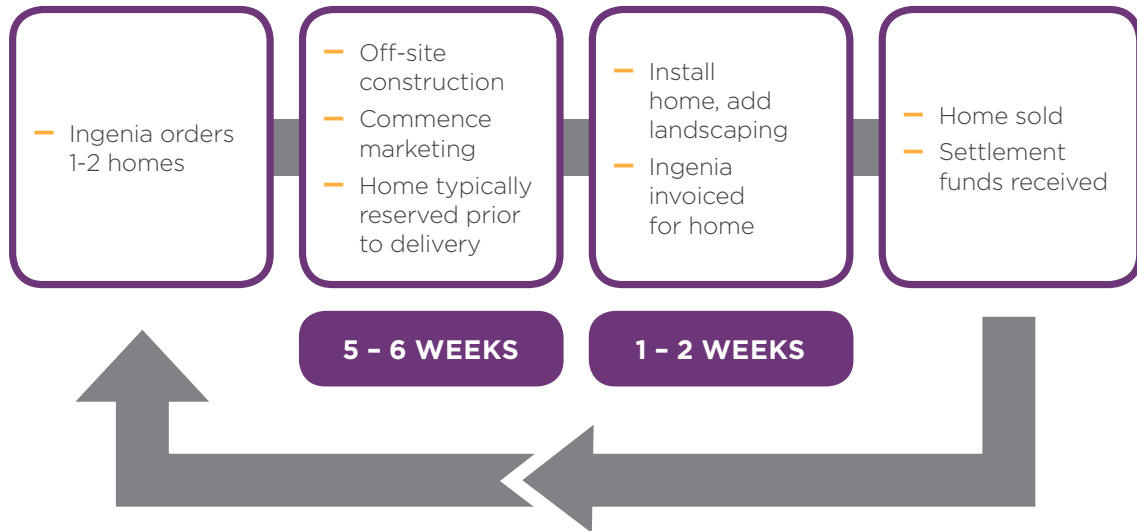 – Ingenia orders
1-2 homes
– Off-site
construction
– Commence
marketing
– Home typically
reserved prior
to delivery
– Install
home, add
landscaping
– Ingenia
invoiced
for home
– Home sold
– Settlement
funds received
5 – 6 WEEKS
1 – 2 WEEKS